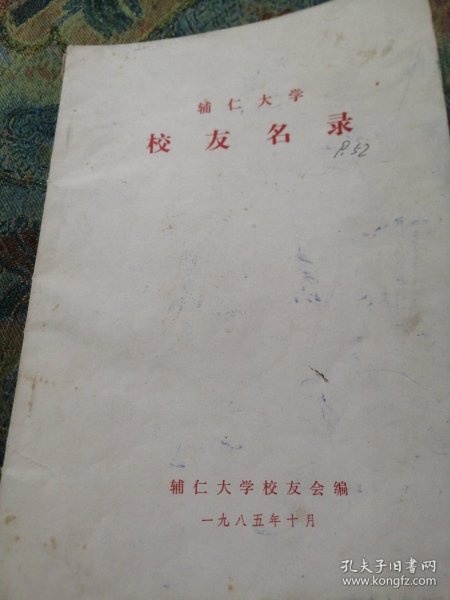 辅仁大学
校友名录
P.52
辅仁大学校友会编
一九八五年十月
孔夫子旧书网
www.kongfz.com